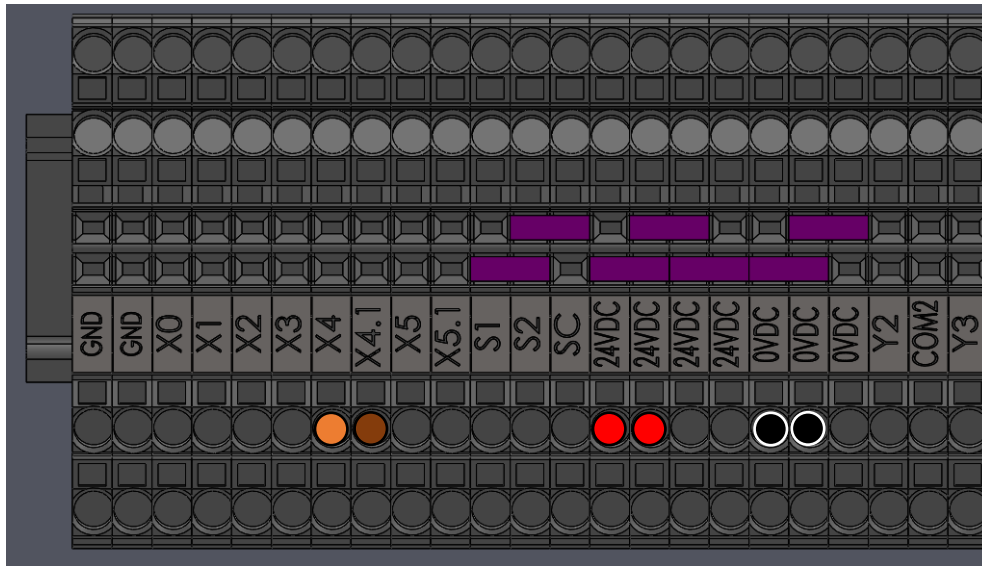 GND GND X0 X1 X2 X3 X4 X4.1 X5 X5.1 S1 S2 SC 24VDC 24VDC 24VDC 24VDC 0VDC 0VDC 0VDC Y2 COM2 Y3